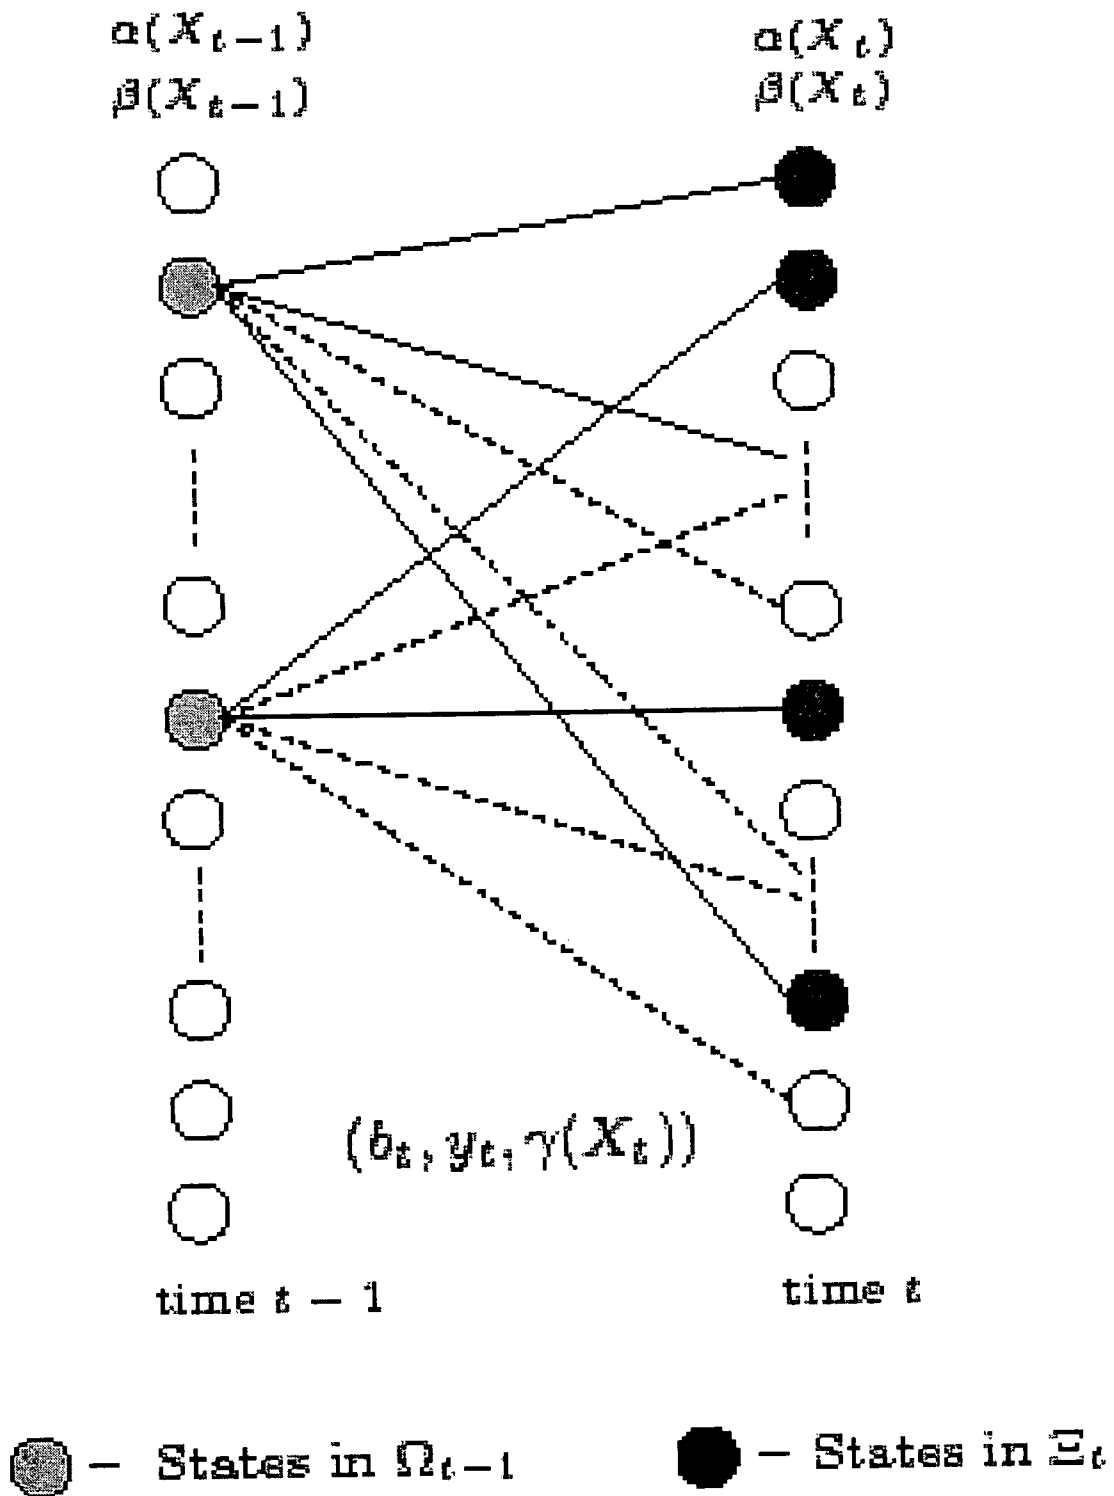 α(X_{t−1})
β(X_{t−1})
α(X_t)
β(X_t)
(b_t, y_t, γ(X_t))
time t − 1
time t
– States in Ω_{t−1}
– States in Ξ_t